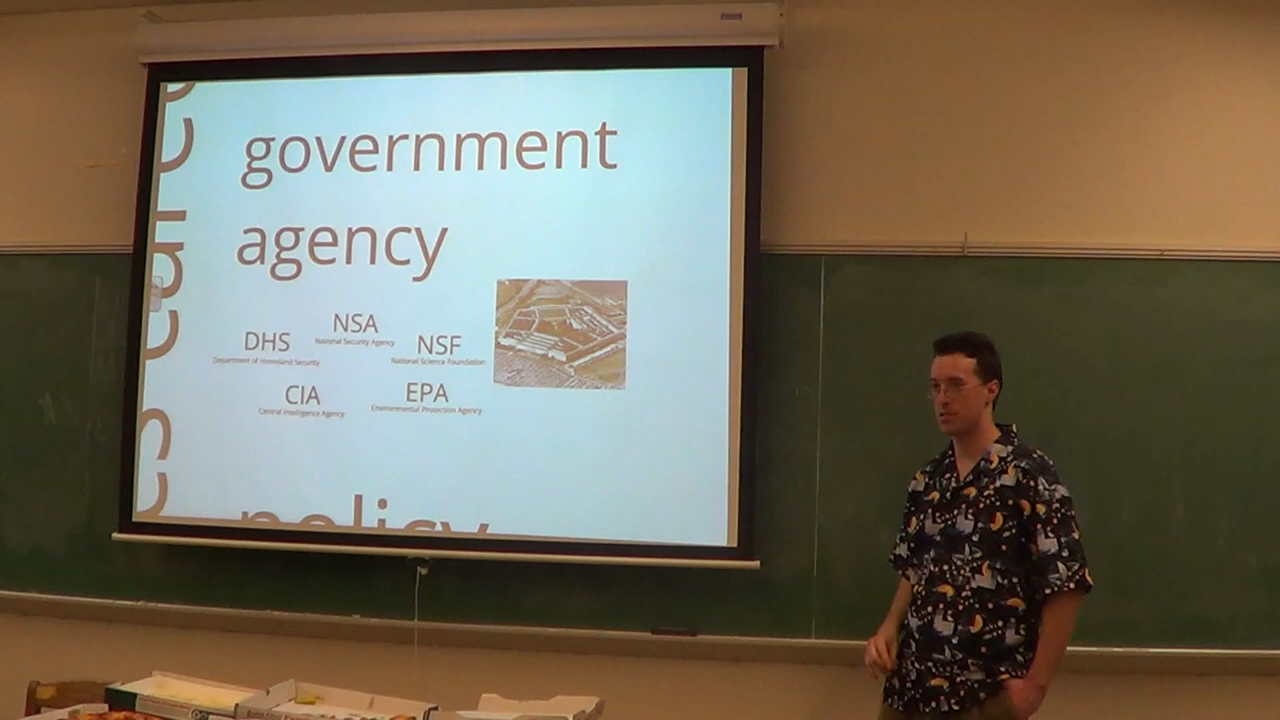 government
agency
NSA
National Security Agency
DHS
Department of Homeland Security
NSF
National Science Foundation
CIA
Central Intelligence Agency
EPA
Environmental Protection Agency
policy